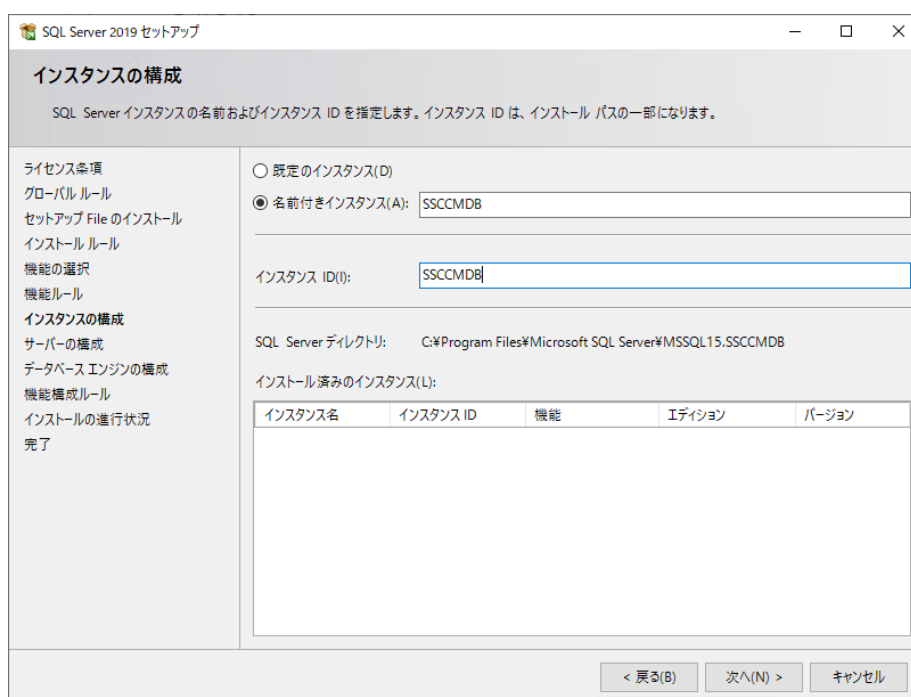 SQL Server 2019 セットアップ
インスタンスの構成
SQL Server インスタンスの名前およびインスタンス ID を指定します。インスタンス ID は、インストール パスの一部になります。
ライセンス条項
グローバル ルール
セットアップ File のインストール
インストール ルール
機能の選択
機能ルール
インスタンスの構成
サーバーの構成
データベース エンジンの構成
機能構成ルール
インストールの進行状況
完了
既定のインスタンス(D)
名前付きインスタンス(A): SSCCMDB
インスタンス ID(I): SSCCMDB
SQL Server ディレクトリ: C:¥Program Files¥Microsoft SQL Server¥MSSQL15.SSCCMDB
インストール済みのインスタンス(L):
インスタンス名 インスタンス ID 機能 エディション バージョン
< 戻る(B) 次へ(N) > キャンセル